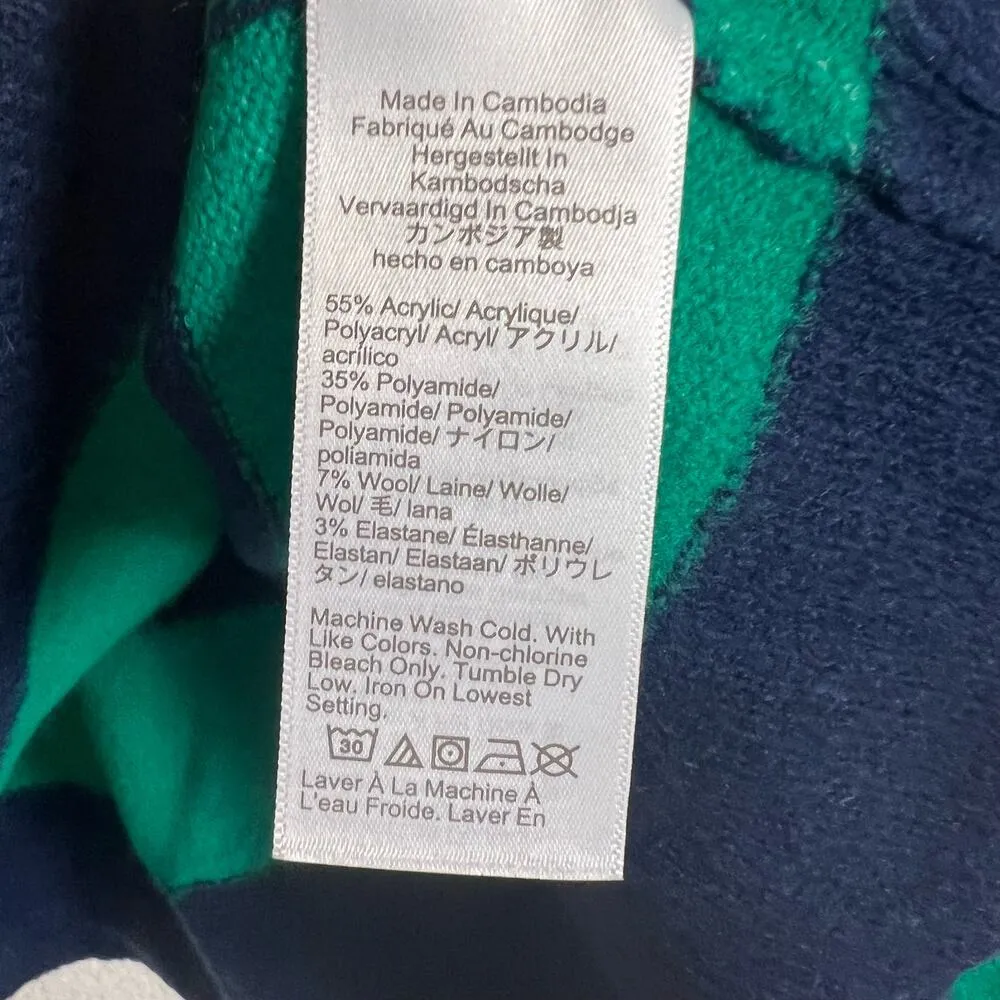 Made In Cambodia
Fabriqué Au Cambodge
Hergestellt In
Kambodscha
Vervaardigd In Cambodja
カンボジア製
hecho en camboya
55% Acrylic/ Acrylique/
Polyacryl/ Acryl/ アクリル/
acrílico
35% Polyamide/
Polyamide/ Polyamide/
Polyamide/ ナイロン/
poliamida
7% Wool/ Laine/ Wolle/
Wol/ 毛/ lana
3% Elastane/ Élasthanne/
Elastan/ Elastaan/ ポリウレ
タン/ elastano
Machine Wash Cold. With
Like Colors. Non-chlorine
Bleach Only. Tumble Dry
Low. Iron On Lowest
Setting.
30
Laver À La Machine À
L'eau Froide. Laver En